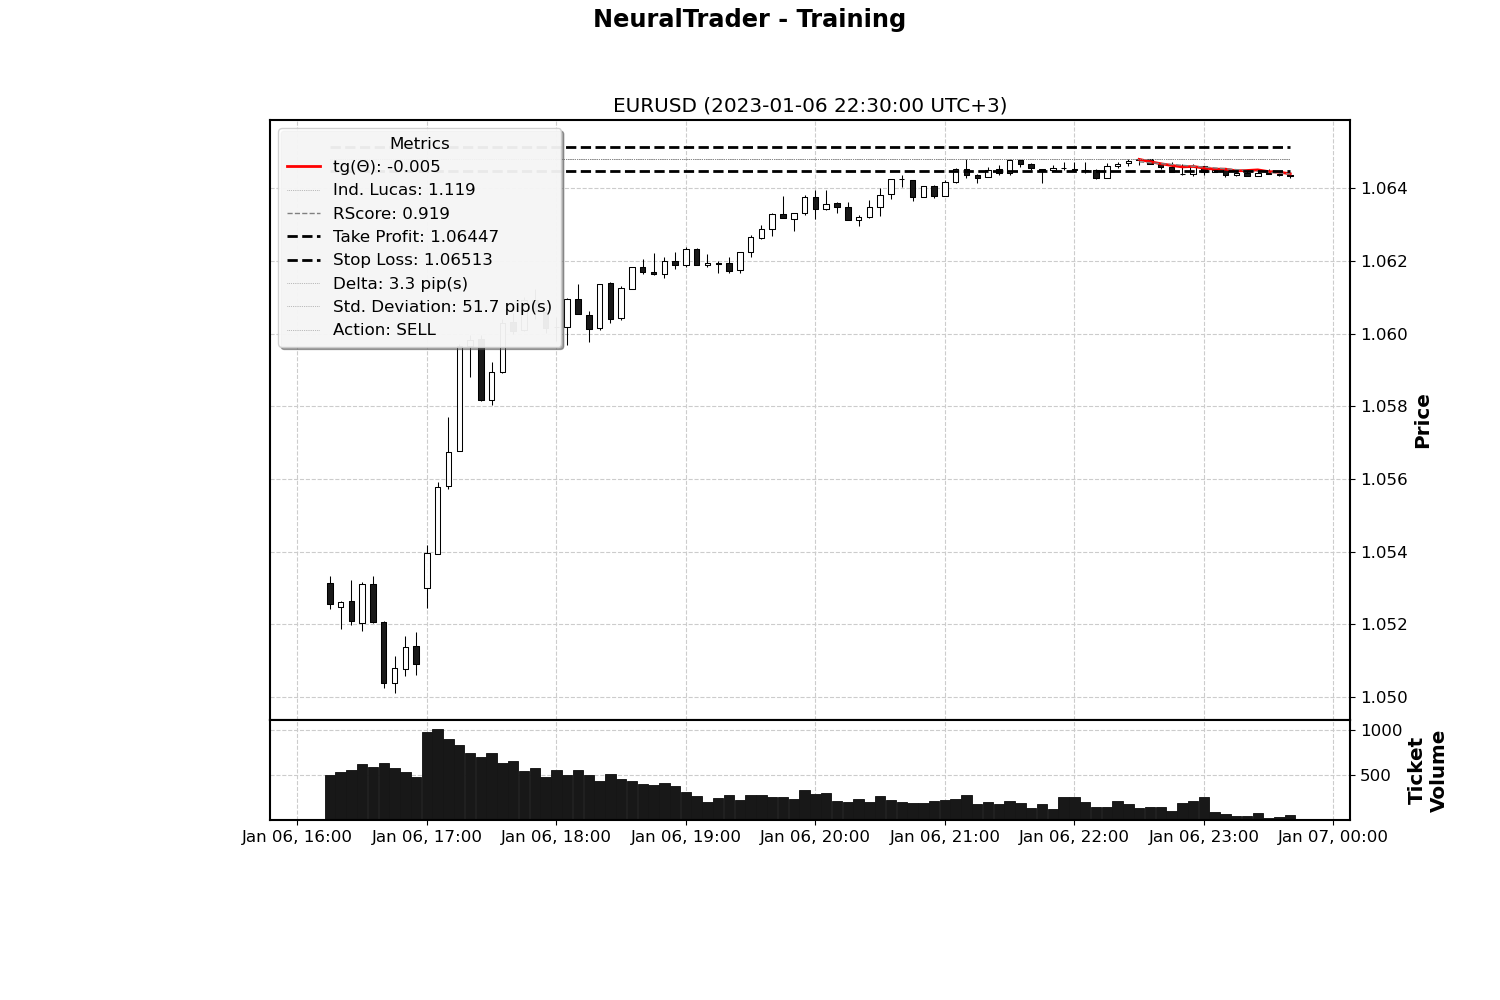 NeuralTrader - Training
EURUSD (2023-01-06 22:30:00 UTC+3)
Metrics
tg(Θ): -0.005
Ind. Lucas: 1.119
RScore: 0.919
Take Profit: 1.06447
Stop Loss: 1.06513
Delta: 3.3 pip(s)
Std. Deviation: 51.7 pip(s)
Action: SELL
1.064
1.062
1.060
1.058
1.056
1.054
1.052
1.050
Price
1000
500
Ticket
Volume
Jan 06, 16:00
Jan 06, 17:00
Jan 06, 18:00
Jan 06, 19:00
Jan 06, 20:00
Jan 06, 21:00
Jan 06, 22:00
Jan 06, 23:00
Jan 07, 00:00